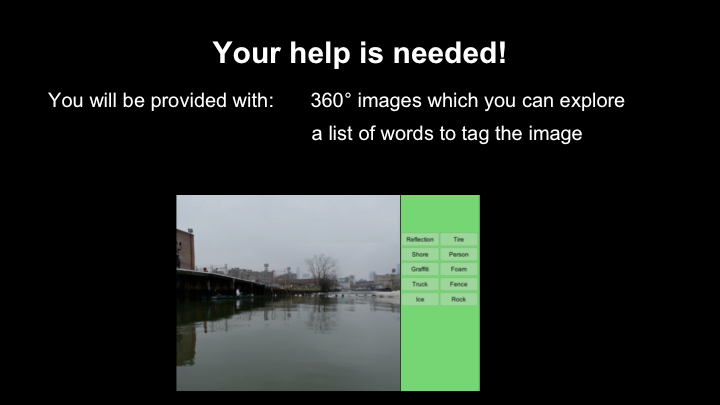 Your help is needed!
You will be provided with: 360° images which you can explore
a list of words to tag the image
Reflection Tire
Shore Person
Graffiti Foam
Truck Fence
Ice Rock